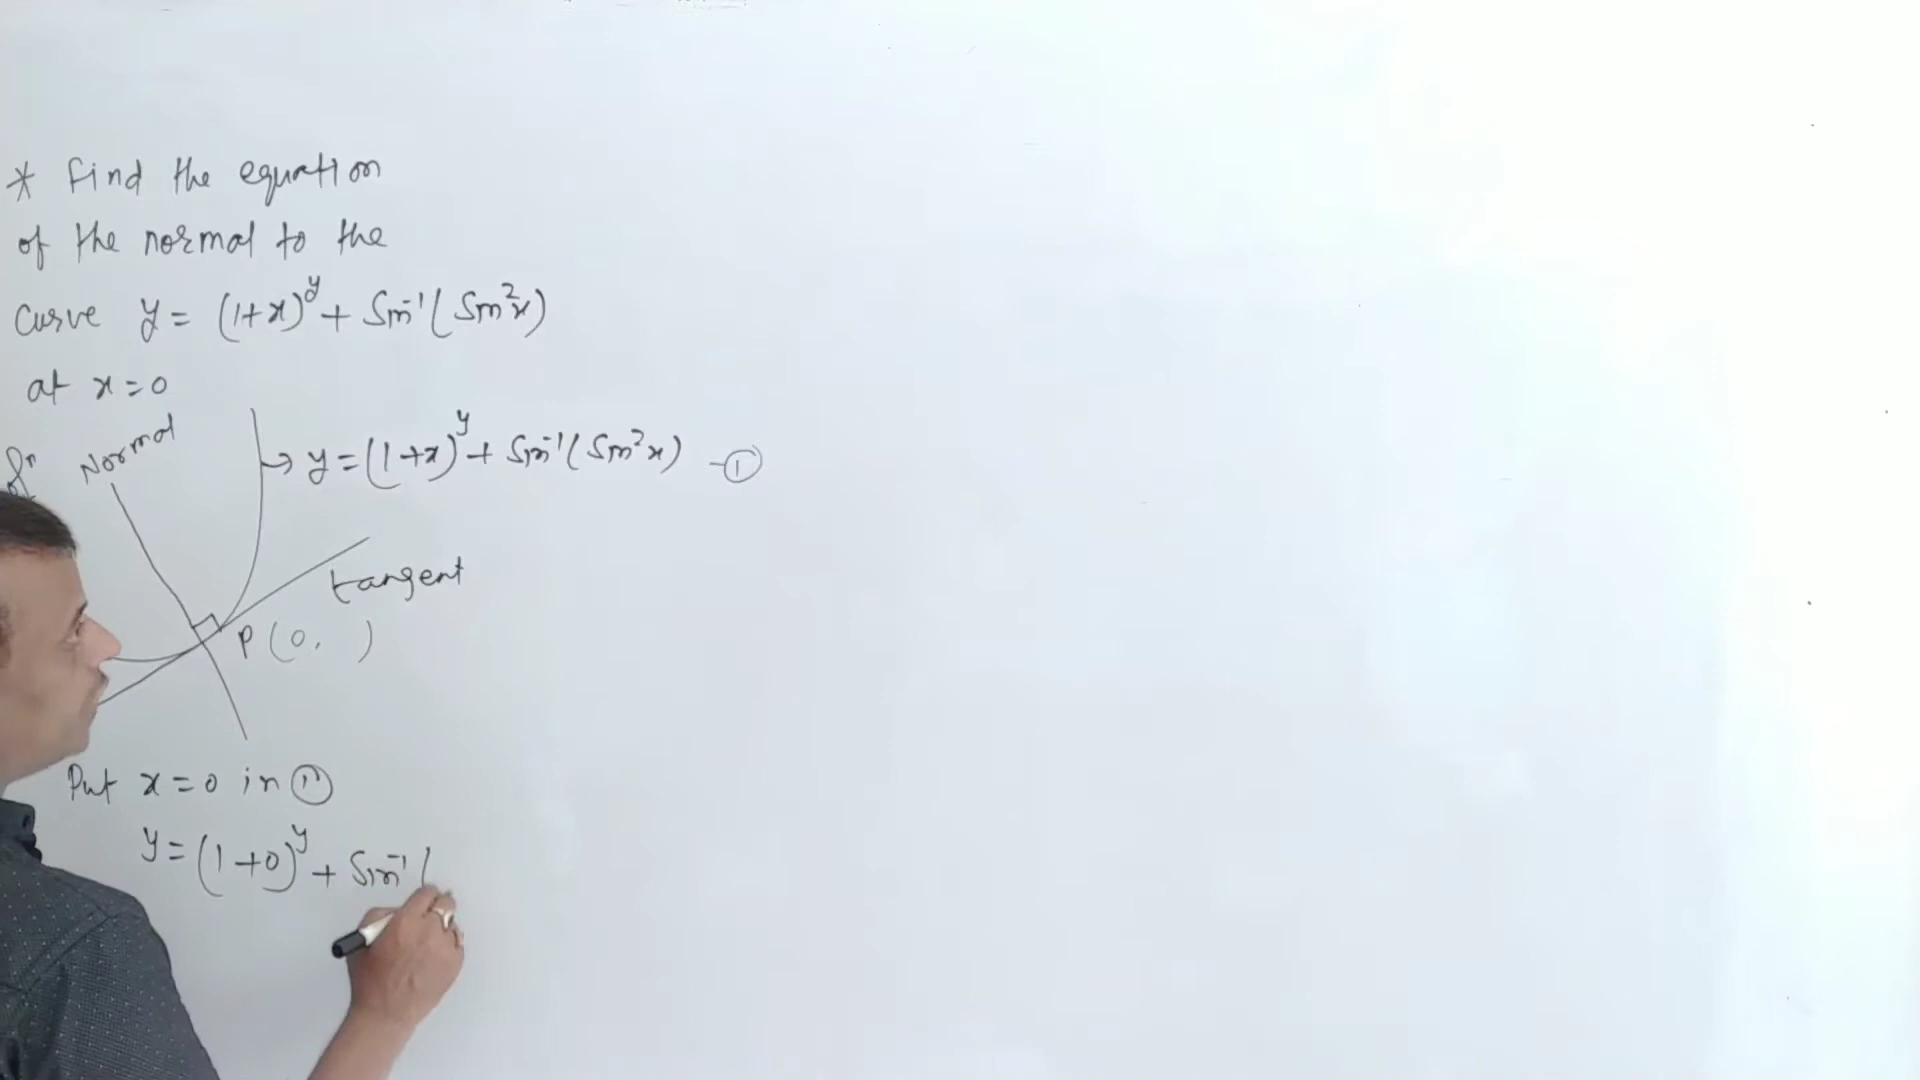 * Find the equation
of the normal to the
Curve y = (1+x)^y + Sin⁻¹(Sin²x)
at x=0
Normal
→ y = (1+x)^y + Sin⁻¹(Sin²x) -①
tangent
P(0, )
Put x=0 in ①
y = (1+0)^y + Sin⁻¹(